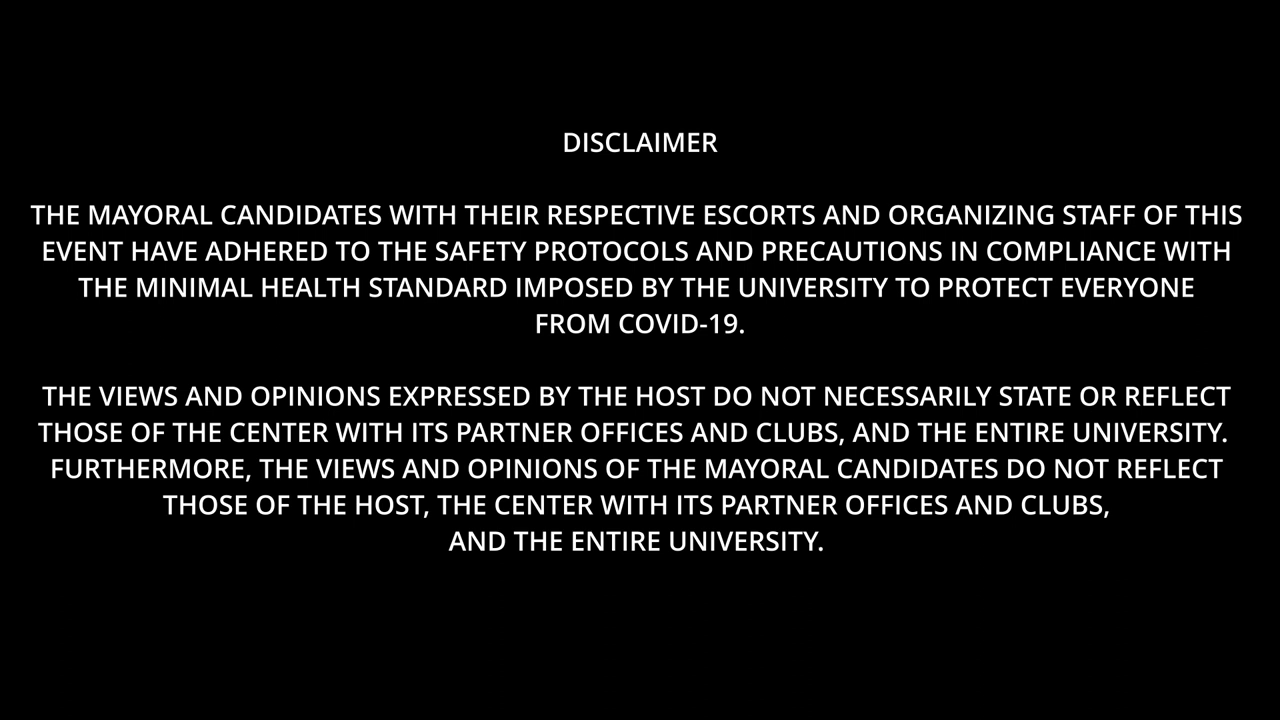 DISCLAIMER
THE MAYORAL CANDIDATES WITH THEIR RESPECTIVE ESCORTS AND ORGANIZING STAFF OF THIS
EVENT HAVE ADHERED TO THE SAFETY PROTOCOLS AND PRECAUTIONS IN COMPLIANCE WITH
THE MINIMAL HEALTH STANDARD IMPOSED BY THE UNIVERSITY TO PROTECT EVERYONE
FROM COVID-19.
THE VIEWS AND OPINIONS EXPRESSED BY THE HOST DO NOT NECESSARILY STATE OR REFLECT
THOSE OF THE CENTER WITH ITS PARTNER OFFICES AND CLUBS, AND THE ENTIRE UNIVERSITY.
FURTHERMORE, THE VIEWS AND OPINIONS OF THE MAYORAL CANDIDATES DO NOT REFLECT
THOSE OF THE HOST, THE CENTER WITH ITS PARTNER OFFICES AND CLUBS,
AND THE ENTIRE UNIVERSITY.